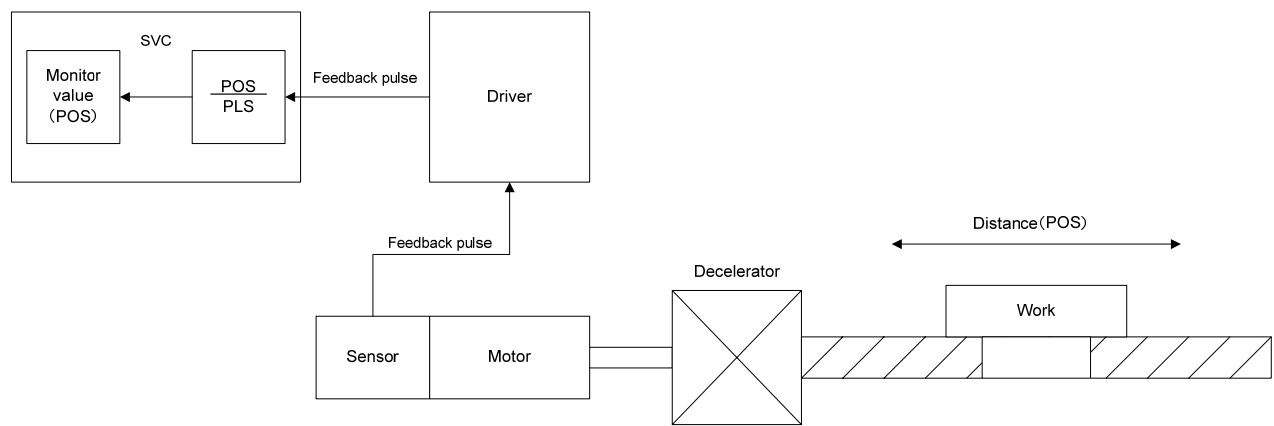 SVC
Monitor
value
(POS)
POS
PLS
Feedback pulse
Driver
Feedback pulse
Distance(POS)
Decelerator
Work
Sensor
Motor